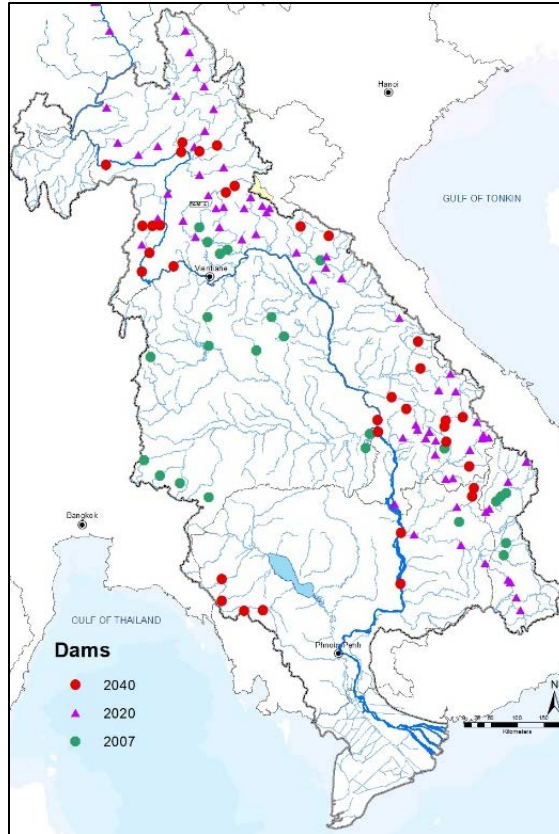 Hanoi
GULF OF TONKIN
Vientiane
Bangkok
GULF OF THAILAND
Phnom Penh
Dams
2040
2020
2007
N
Kilometers